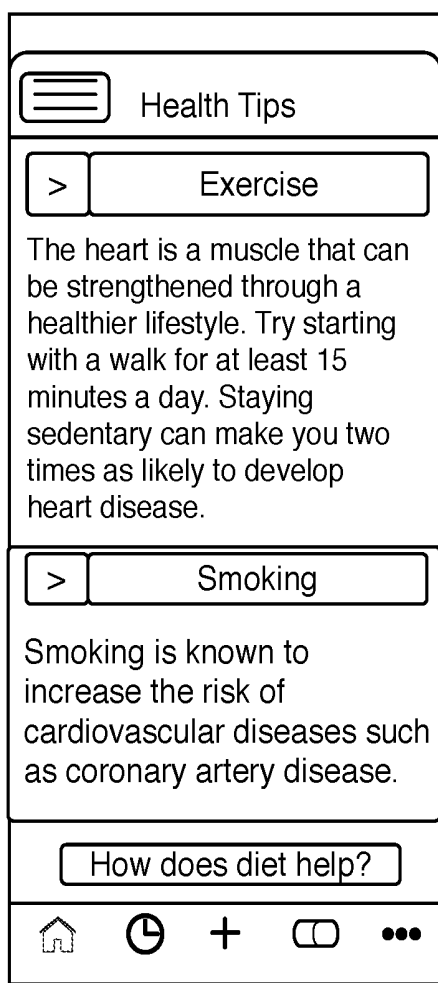 Health Tips
>
Exercise
The heart is a muscle that can
be strengthened through a
healthier lifestyle. Try starting
with a walk for at least 15
minutes a day. Staying
sedentary can make you two
times as likely to develop
heart disease.
>
Smoking
Smoking is known to
increase the risk of
cardiovascular diseases such
as coronary artery disease.
How does diet help?